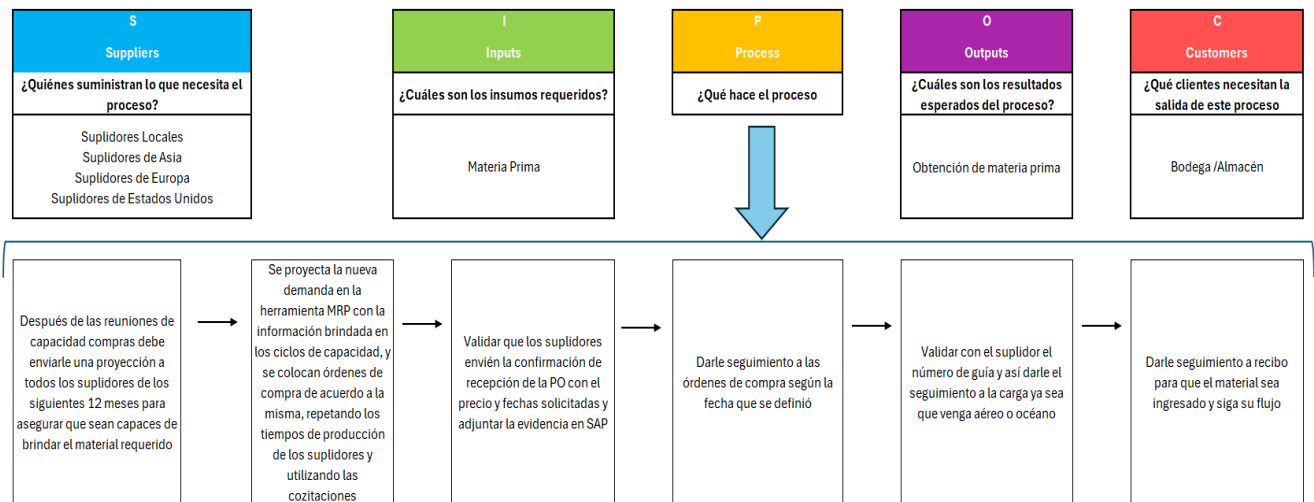 S
Suppliers
¿Quiénes suministran lo que necesita el
proceso?
Suplidores Locales
Suplidores de Asia
Suplidores de Europa
Suplidores de Estados Unidos
I
Inputs
¿Cuáles son los insumos requeridos?
Materia Prima
P
Process
¿Qué hace el proceso
O
Outputs
¿Cuáles son los resultados
esperados del proceso?
Obtención de materia prima
C
Customers
¿Qué clientes necesitan la
salida de este proceso
Bodega /Almacén
Después de las reuniones de
capacidad compras debe
enviarle una proyección a
todos los suplidores de los
siguientes 12 meses para
asegurar que sean capaces de
brindar el material requerido
Se proyecta la nueva
demanda en la
herramienta MRP con la
información brindada en
los ciclos de capacidad, y
se colocan órdenes de
compra de acuerdo a la
misma, repetando los
tiempos de producción
de los suplidores y
utilizando las
cozitaciones
Validar que los suplidores
envién la confirmación de
recepción de la PO con el
precio y fechas solicitadas y
adjuntar la evidencia en SAP
Darle seguimiento a las
órdenes de compra según la
fecha que se definió
Validar con el suplidor el
número de guía y así darle el
seguimiento a la carga ya sea
que venga aéreo o océano
Darle seguimiento a recibo
para que el material sea
ingresado y siga su flujo